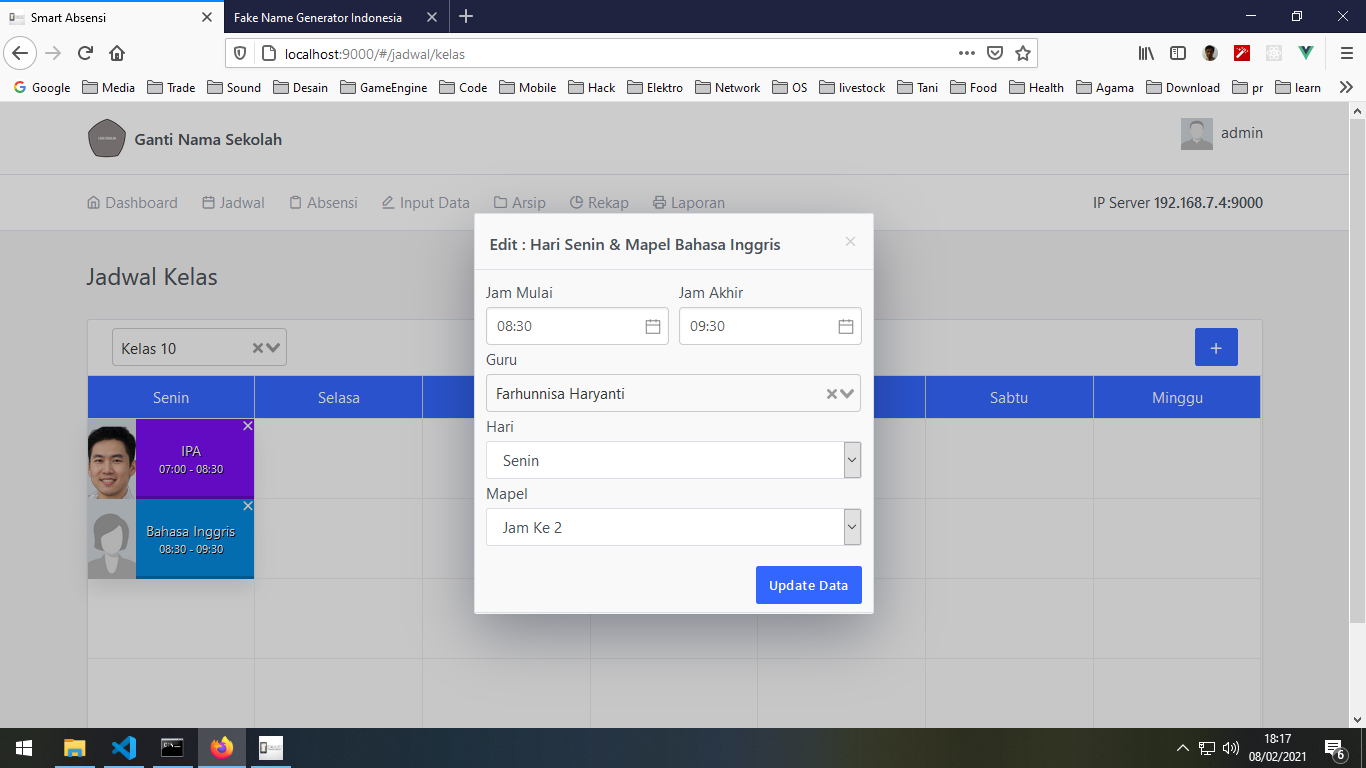 Smart Absensi
Fake Name Generator Indonesia
localhost:9000/#/jadwal/kelas
Google Media Trade Sound Desain GameEngine Code Mobile Hack Elektro Network OS livestock Tani Food Health Agama Download pr learn
Ganti Nama Sekolah
admin
Dashboard Jadwal Absensi Input Data Arsip Rekap Laporan
IP Server 192.168.7.4:9000
Edit : Hari Senin & Mapel Bahasa Inggris
Jadwal Kelas
Jam Mulai Jam Akhir
08:30 09:30
Kelas 10
Guru
Farhunnisa Haryanti
Senin Selasa Sabtu Minggu
Hari
IPA
07:00 - 08:30
Senin
Mapel
Bahasa Inggris
08:30 - 09:30
Jam Ke 2
Update Data
18:17
08/02/2021
6